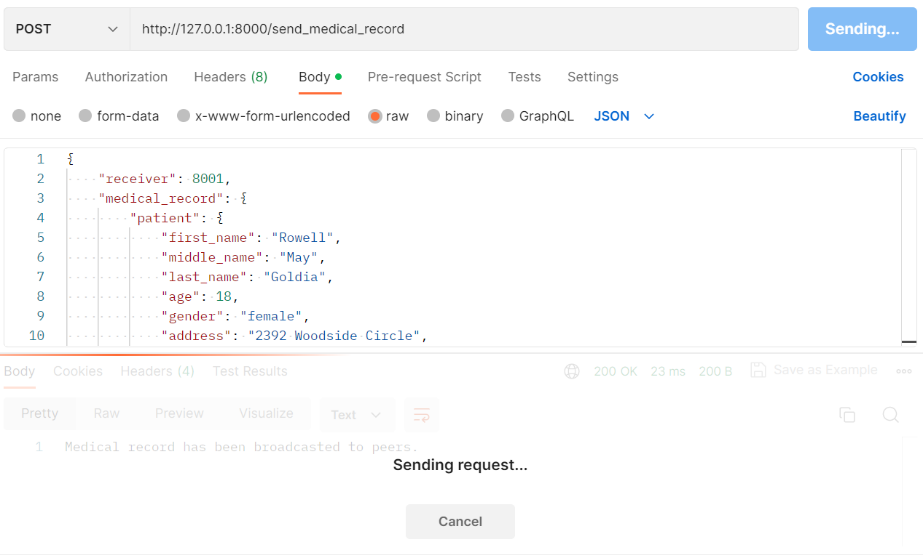 POST http://127.0.0.1:8000/send_medical_record Sending...
Params Authorization Headers (8) Body Pre-request Script Tests Settings Cookies
none form-data x-www-form-urlencoded raw binary GraphQL JSON Beautify
1 {
2 "receiver": 8001,
3 "medical_record": {
4 "patient": {
5 "first_name": "Rowell",
6 "middle_name": "May",
7 "last_name": "Goldia",
8 "age": 18,
9 "gender": "female",
10 "address": "2392 Woodside Circle",
Body Cookies Headers (4) Test Results 200 OK 23 ms 200 B Save as Example
Pretty Raw Preview Visualize Text
1 Medical record has been broadcasted to peers.
Sending request...
Cancel